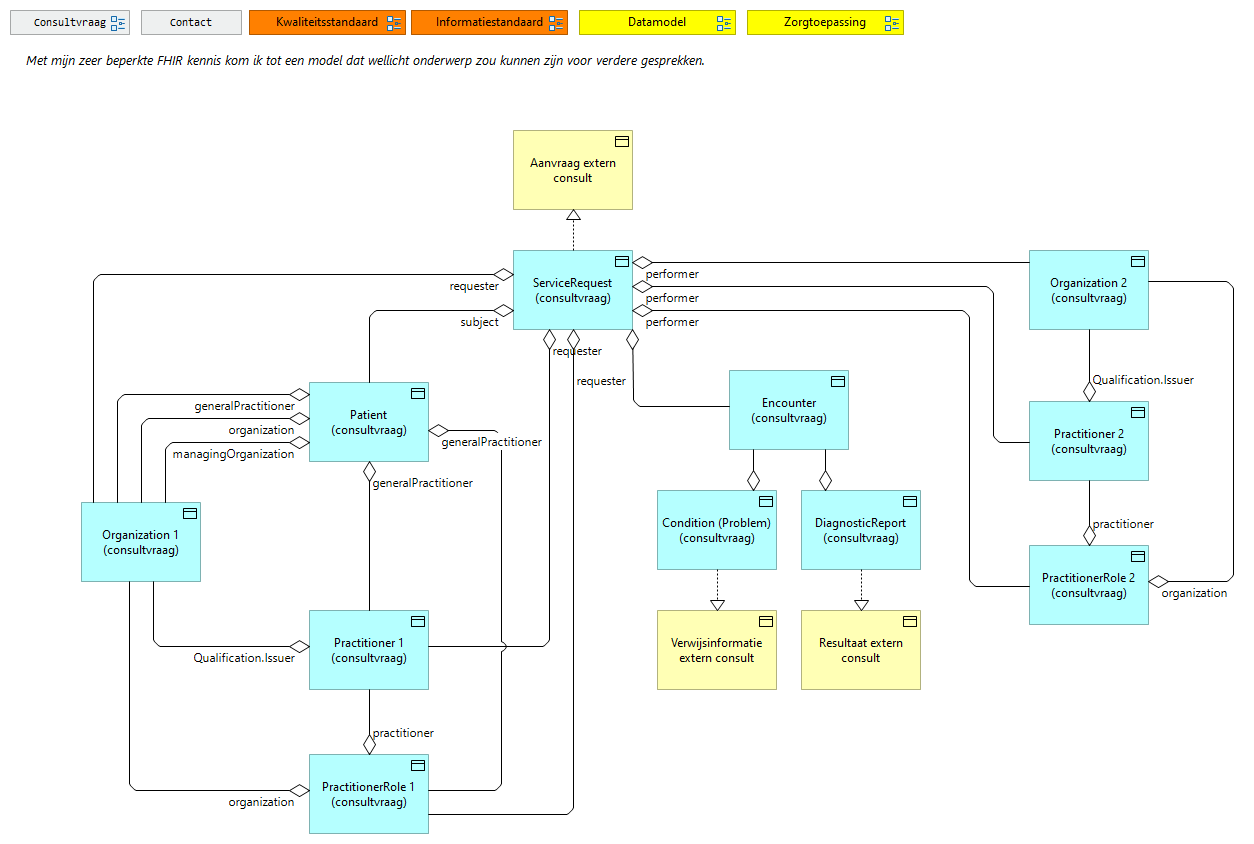 Consultvraag
Contact
Kwaliteitsstandaard
Informatiestandaard
Datamodel
Zorgtoepassing
Met mijn zeer beperkte FHIR kennis kom ik tot een model dat wellicht onderwerp zou kunnen zijn voor verdere gesprekken.
Aanvraag extern
consult
ServiceRequest
(consultvraag)
requester
subject
performer
performer
performer
requester
requester
Organization 2
(consultvraag)
Qualification.Issuer
Practitioner 2
(consultvraag)
practitioner
PractitionerRole 2
(consultvraag)
organization
Encounter
(consultvraag)
Condition (Problem)
(consultvraag)
DiagnosticReport
(consultvraag)
Verwijsinformatie
extern consult
Resultaat extern
consult
Patient
(consultvraag)
generalPractitioner
organization
managingOrganization
generalPractitioner
generalPractitioner
Organization 1
(consultvraag)
Practitioner 1
(consultvraag)
Qualification.Issuer
practitioner
PractitionerRole 1
(consultvraag)
organization